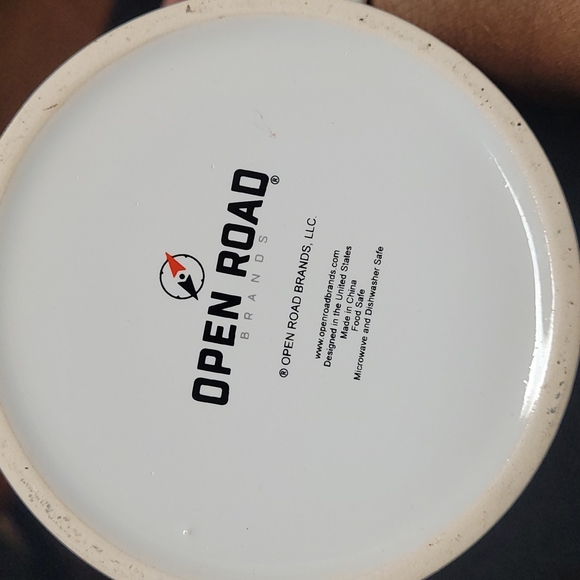 OPEN ROAD®
BRANDS
® OPEN ROAD BRANDS, LLC.
www.openroadbrands.com
Designed in the United States
Made in China
Food Safe
Microwave and Dishwasher Safe